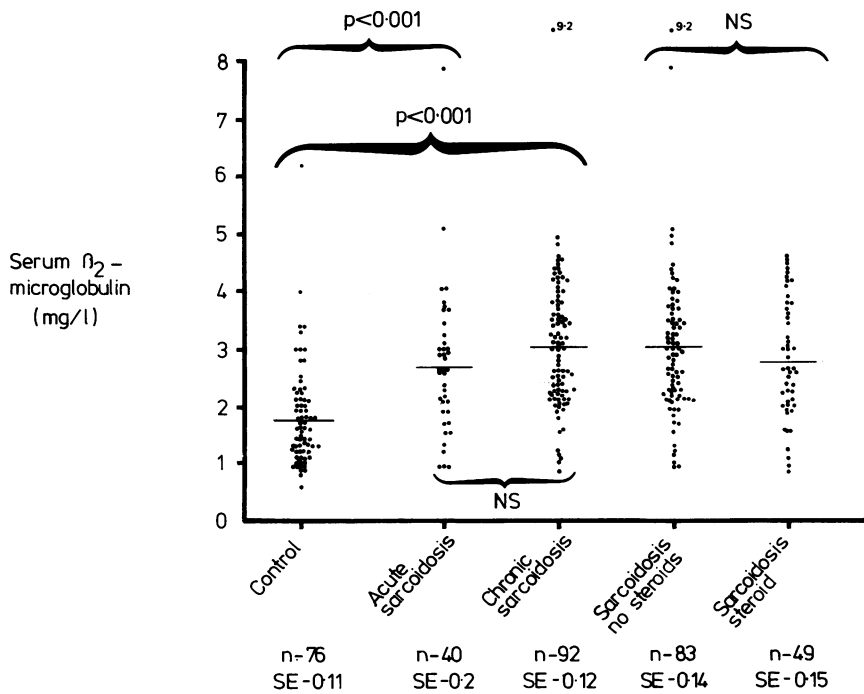 p<0·001
9·2
9·2
NS
8
p<0·001
7
6
5
Serum β2 –
microglobulin
(mg/l)
4
3
2
1
NS
0
Control
Acute
sarcoidosis
Chronic
sarcoidosis
Sarcoidosis
no steroids
Sarcoidosis
steroid
n-76
SE-0·11
n-40
SE-0·2
n-92
SE-0·12
n-83
SE-0·14
n-49
SE-0·15